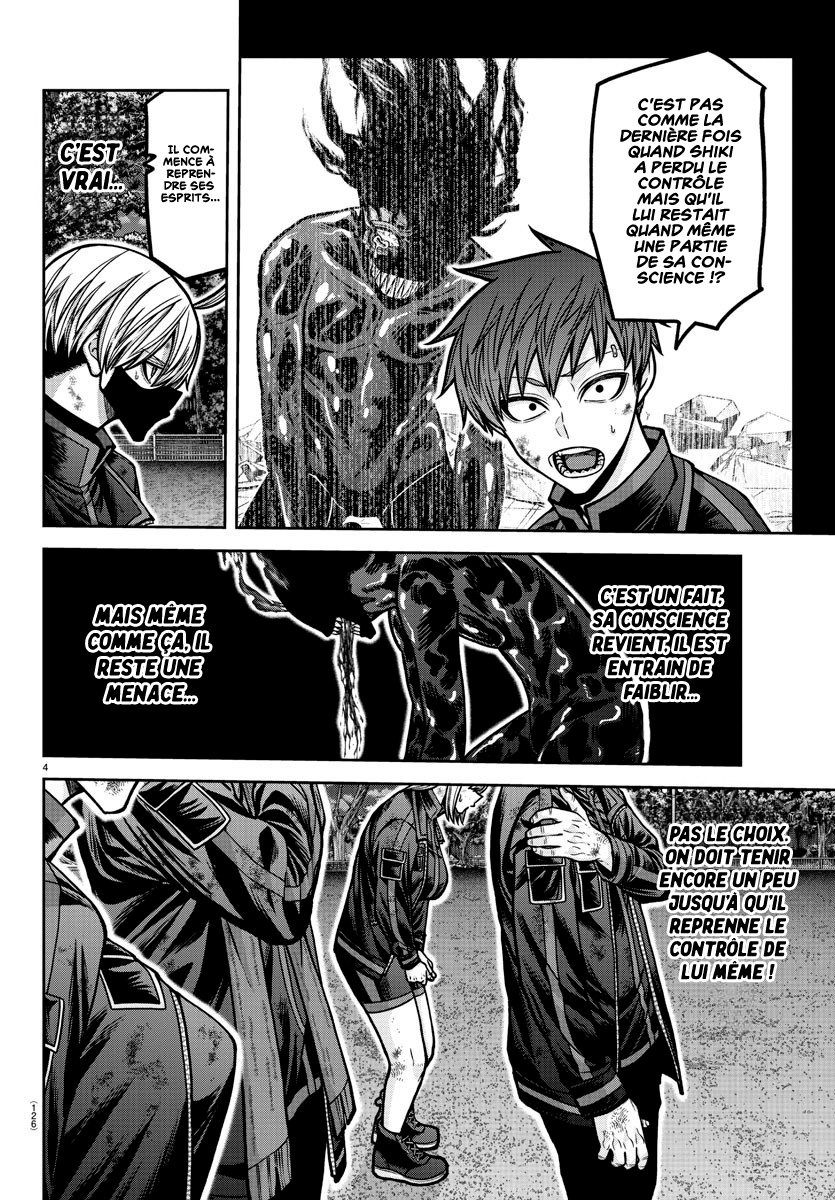 C'EST PAS
COMME LA
DERNIÈRE FOIS
QUAND SHIKI
A PERDU LE
CONTRÔLE
MAIS QU'IL
LUI RESTAIT
QUAND MÊME
UNE PARTIE
DE SA CON-
SCIENCE !?
IL COM-
MENCE À
REPREN-
DRE SES
ESPRITS...
C'EST
VRAI...
C'EST UN FAIT,
SA CONSCIENCE
REVIENT, IL EST
ENTRAIN DE
FAIBLIR...
MAIS MÊME
COMME ÇA, IL
RESTE UNE
MENACE...
4
PAS LE CHOIX.
ON DOIT TENIR
ENCORE UN PEU
JUSQU'À QU'IL
REPRENNE LE
CONTRÔLE DE
LUI MÊME !
(126)